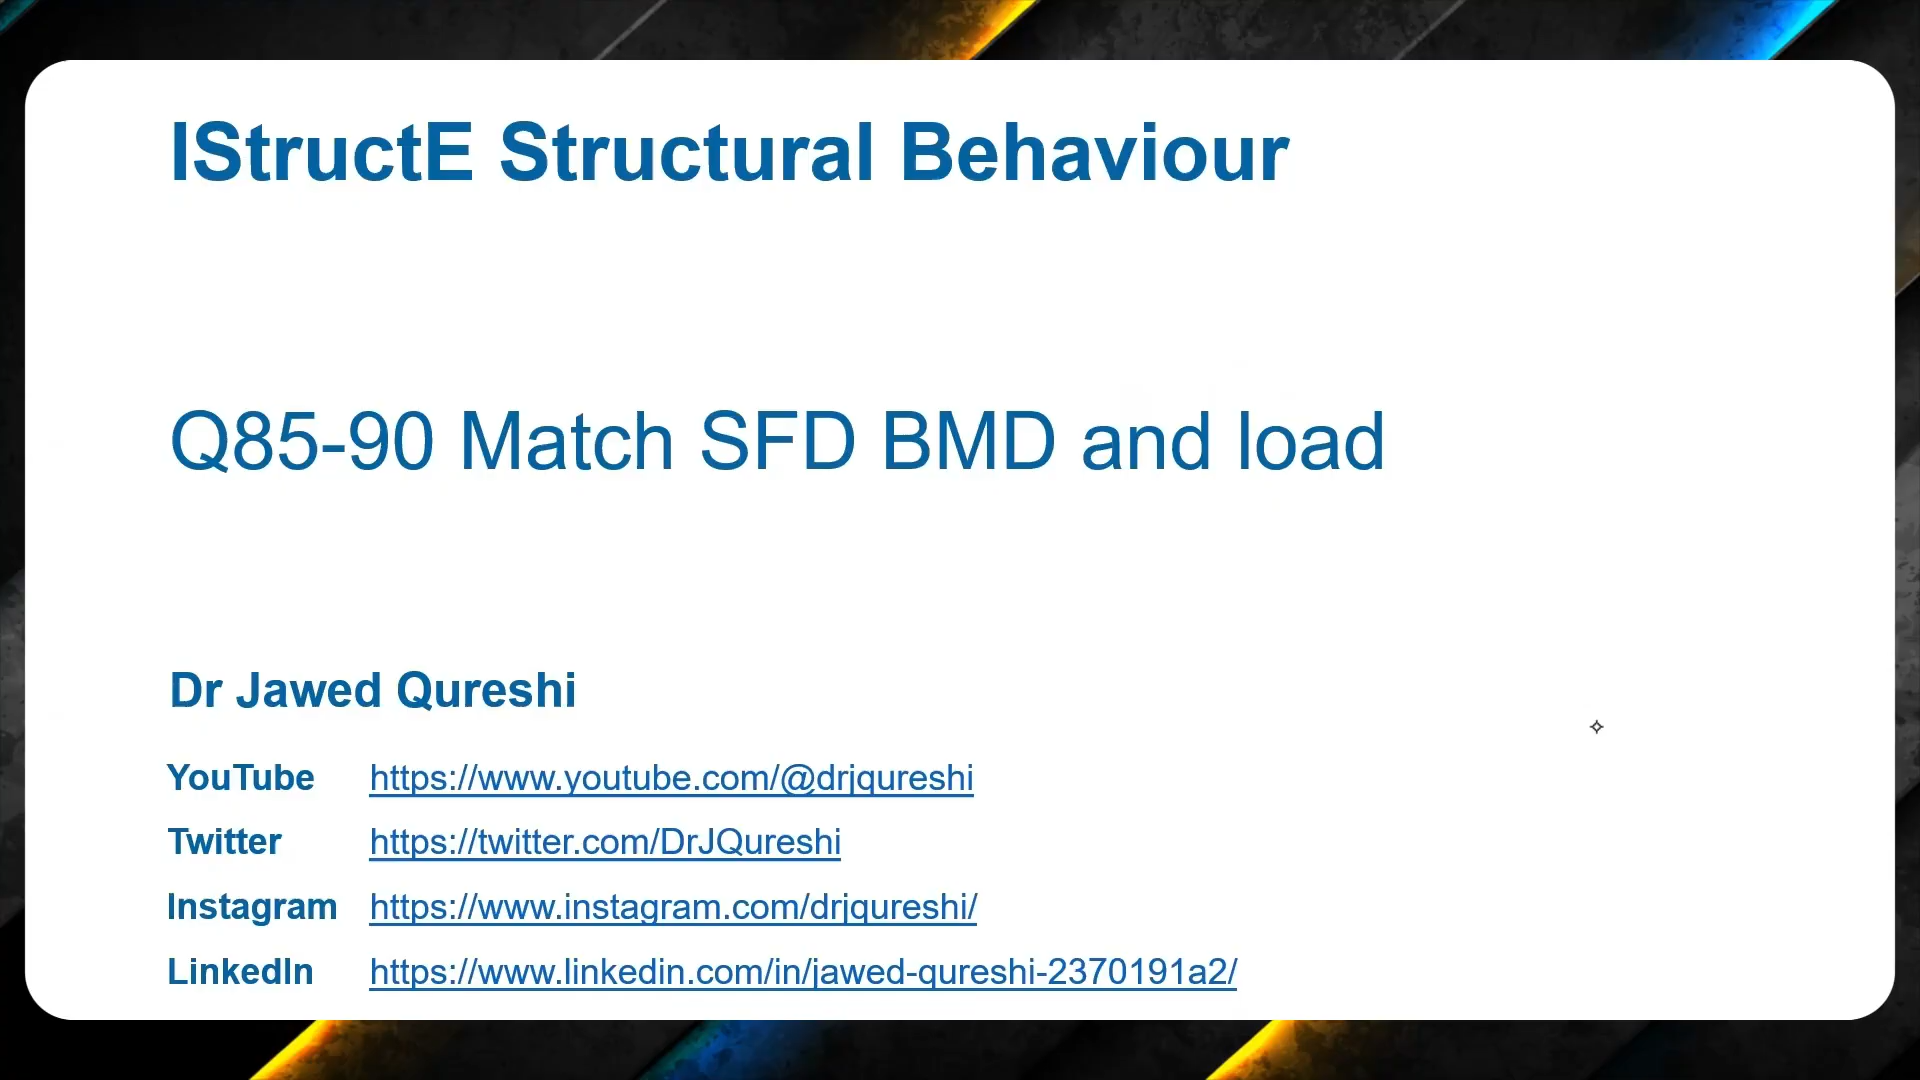 IStructE Structural Behaviour
Q85-90 Match SFD BMD and load
Dr Jawed Qureshi
YouTube https://www.youtube.com/@drjqureshi
Twitter https://twitter.com/DrJQureshi
Instagram https://www.instagram.com/drjqureshi/
LinkedIn https://www.linkedin.com/in/jawed-qureshi-2370191a2/